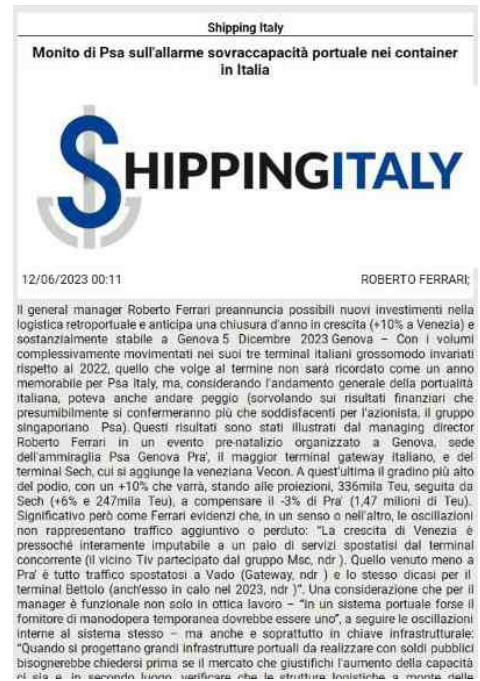 Shipping Italy
Monito di Psa sull'allarme sovraccapacità portuale nei container
in Italia
SHIPPINGITALY
12/06/2023 00:11
ROBERTO FERRARI;
Il general manager Roberto Ferrari preannuncia possibili nuovi investimenti nella
logistica retroportuale e anticipa una chiusura d'anno in crescita (+10% a Venezia) e
sostanzialmente stabile a Genova 5 Dicembre 2023 Genova – Con i volumi
complessivamente movimentati nei suoi tre terminal italiani grossomodo invariati
rispetto al 2022, quello che volge al termine non sarà ricordato come un anno
memorabile per Psa Italy, ma, considerando l'andamento generale della portualità
italiana, poteva anche andare peggio (sorvolando sui risultati finanziari che
presumibilmente si confermeranno più che soddisfacenti per l'azionista, il gruppo
singaporiano Psa). Questi risultati sono stati illustrati dal managing director
Roberto Ferrari in un evento pre-natalizio organizzato a Genova, sede
dell'ammiraglia Psa Genova Pra', il maggior terminal gateway italiano, e del
terminal Sech, cui si aggiunge la veneziana Vecon. A quest'ultima il gradino più alto
del podio, con un +10% che varrà, stando alle proiezioni, 336mila Teu, seguita da
Sech (+6% e 247mila Teu), a compensare il -3% di Pra' (1,47 milioni di Teu).
Significativo però come Ferrari evidenzi che, in un senso o nell'altro, le oscillazioni
non rappresentano traffico aggiuntivo o perduto: "La crescita di Venezia è
pressoché interamente imputabile a un paio di servizi spostatisi dal terminal
concorrente (il vicino Tiv partecipato dal gruppo Msc, ndr ). Quello venuto meno a
Pra' è tutto traffico spostatosi a Vado (Gateway, ndr ) e lo stesso dicasi per il
terminal Bettolo (anch'esso in calo nel 2023, ndr )". Una considerazione che per il
manager è funzionale non solo in ottica lavoro – "in un sistema portuale forse il
fornitore di manodopera temporanea dovrebbe essere uno", a seguire le oscillazioni
interne al sistema stesso – ma anche e soprattutto in chiave infrastrutturale:
"Quando si progettano grandi infrastrutture portuali da realizzare con soldi pubblici
bisognerebbe chiedersi prima se il mercato che giustifichi l'aumento della capacità
ci sia e, in secondo luogo, verificare che le strutture logistiche a monte delle